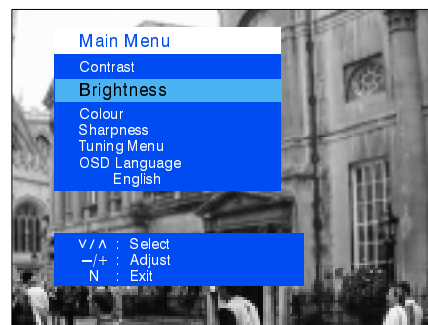 Main Menu
Contrast
Brightness
Colour
Sharpness
Tuning Menu
OSD Language
English
∨/∧ : Select
–/+ : Adjust
N : Exit